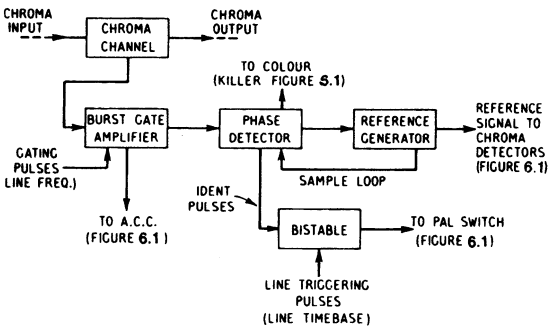 CHROMA
INPUT
CHROMA
CHANNEL
CHROMA
OUTPUT
TO COLOUR
(KILLER FIGURE 5.1)
BURST GATE
AMPLIFIER
PHASE
DETECTOR
REFERENCE
GENERATOR
REFERENCE
SIGNAL TO
CHROMA
DETECTORS
(FIGURE 6.1)
GATING
PULSES
LINE FREQ.)
SAMPLE LOOP
IDENT
PULSES
TO A.C.C.
(FIGURE 6.1)
BISTABLE
TO PAL SWITCH
(FIGURE 6.1)
LINE TRIGGERING
PULSES
(LINE TIMEBASE)